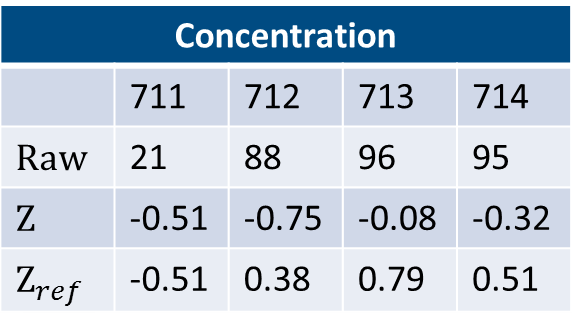 Concentration
711 712 713 714
Raw 21 88 96 95
Z -0.51 -0.75 -0.08 -0.32
Zref -0.51 0.38 0.79 0.51